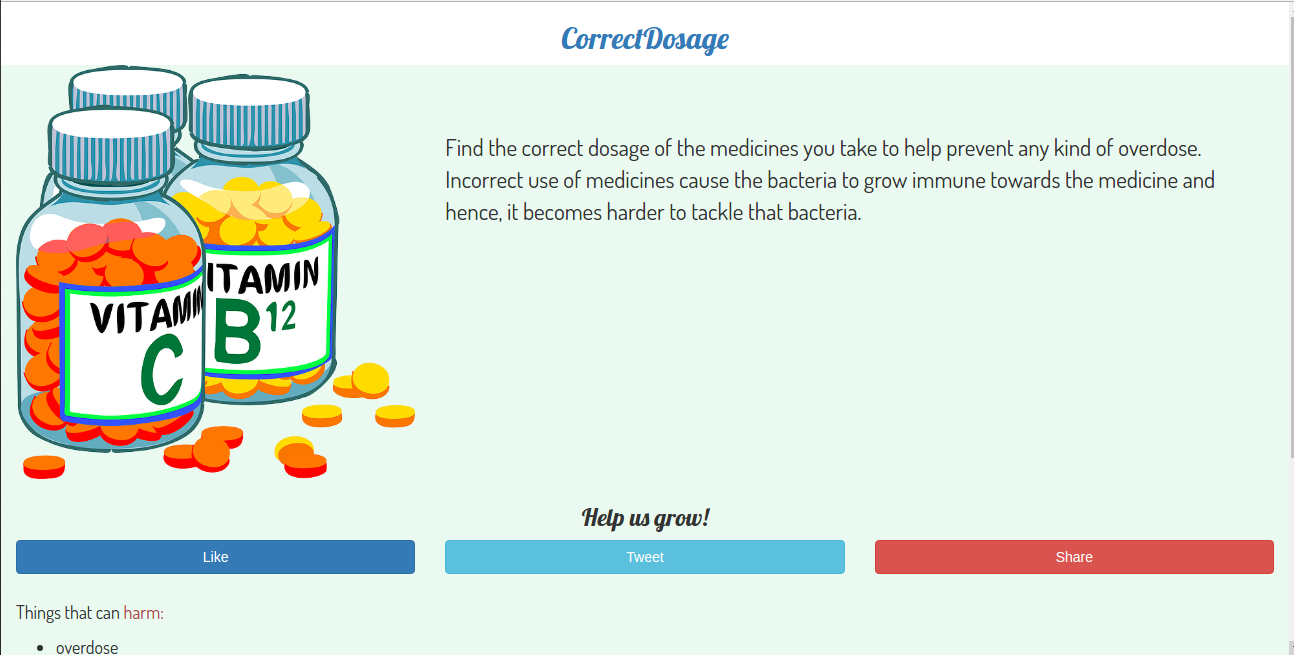 CorrectDosage
Find the correct dosage of the medicines you take to help prevent any kind of overdose.
Incorrect use of medicines cause the bacteria to grow immune towards the medicine and
hence, it becomes harder to tackle that bacteria.
VITAMIN
C
ITAMIN
B12
Help us grow!
Like
Tweet
Share
Things that can harm:
• overdose